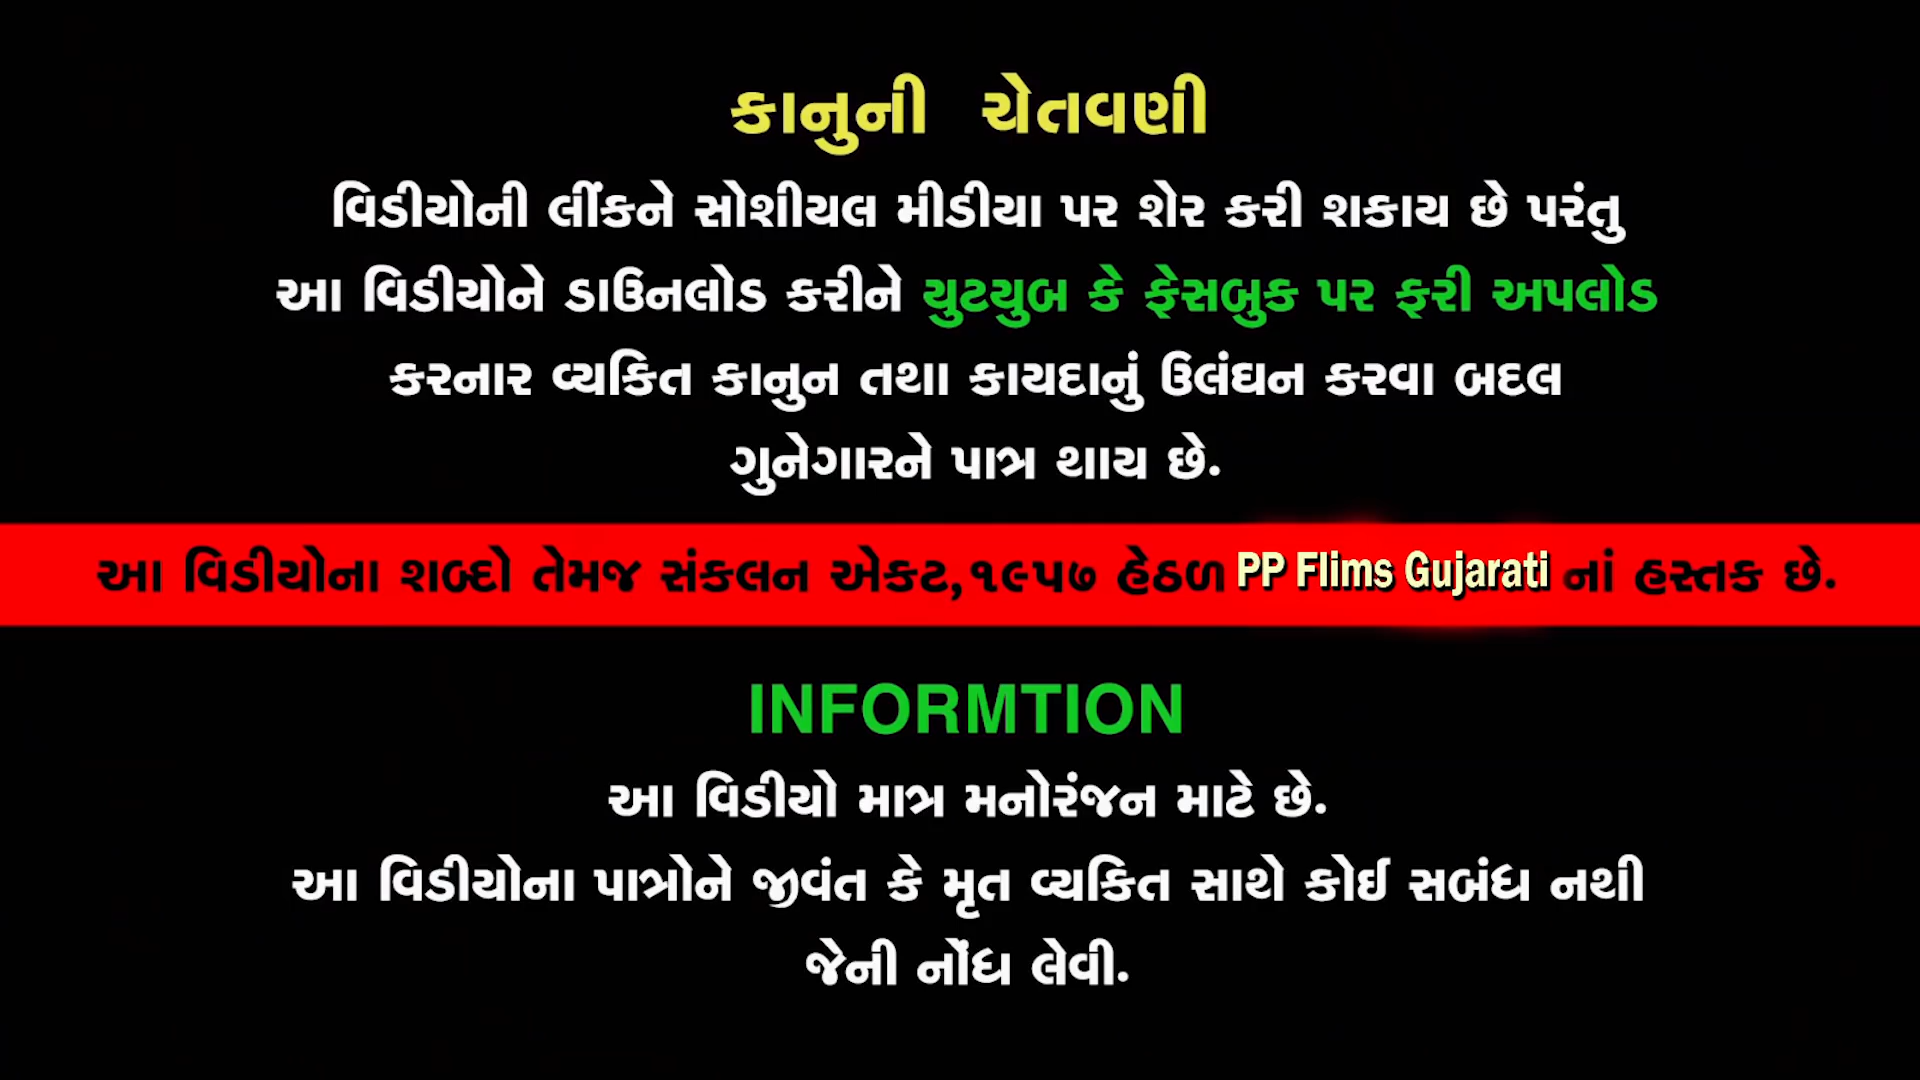 કાનુની ચેતવણી
વિડીયોની લીંકને સોશીયલ મીડીયા પર શેર કરી શકાય છે પરંતુ
આ વિડીયોને ડાઉનલોડ કરીને યુટયુબ કે ફેસબુક પર ફરી અપલોડ
કરનાર વ્યકિત કાનુન તથા કાયદાનું ઉલંઘન કરવા બદલ
ગુનેગારને પાત્ર થાય છે.
આ વિડીયોના શબ્દો તેમજ સંકલન એકટ,૧૯૫૭ હેઠળ PP Flims Gujarati નાં હસ્તક છે.
INFORMTION
આ વિડીયો માત્ર મનોરંજન માટે છે.
આ વિડીયોના પાત્રોને જીવંત કે મૃત વ્યકિત સાથે કોઈ સબંધ નથી
જેની નોંધ લેવી.